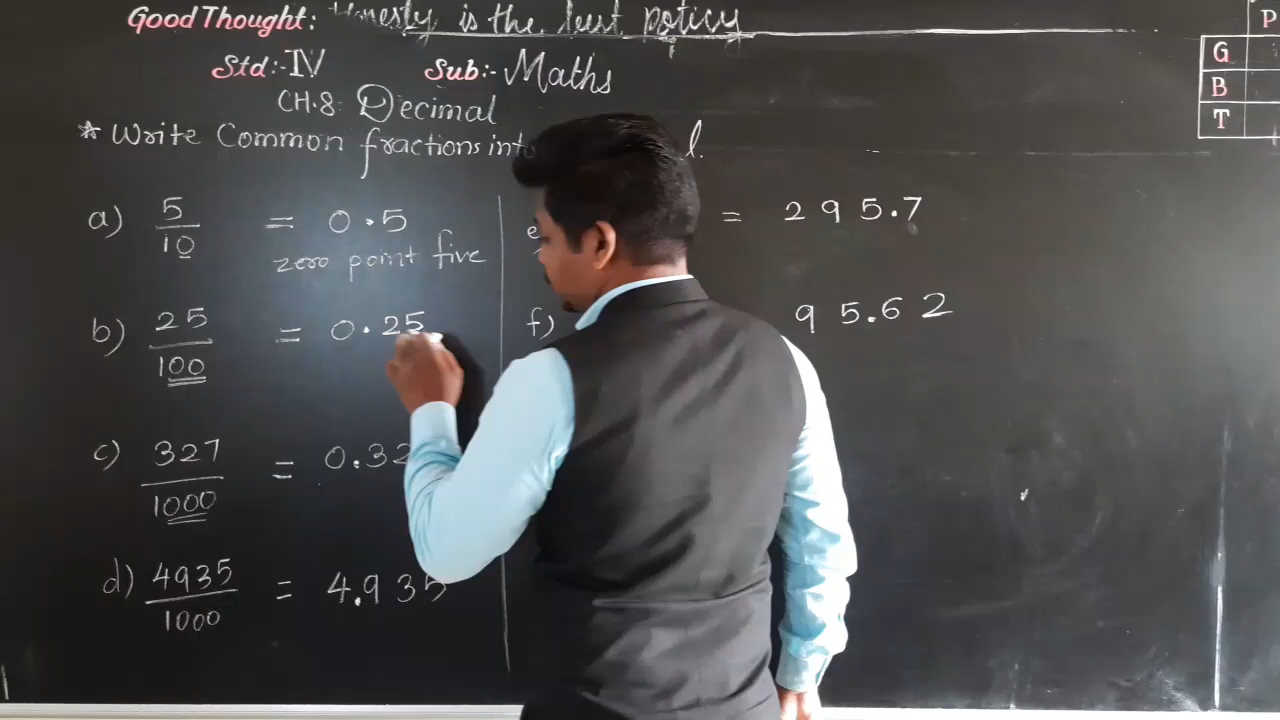 Good Thought: Honesty is the best policy
Std:- IV Sub:- Maths
CH.8: Decimal
* Write Common fractions into l.
a) 5/10 = 0.5
zero point five
b) 25/100 = 0.25
c) 327/1000 = 0.32
d) 4935/1000 = 4.935
e) = 295.7
f) 95.62
P
G
B
T